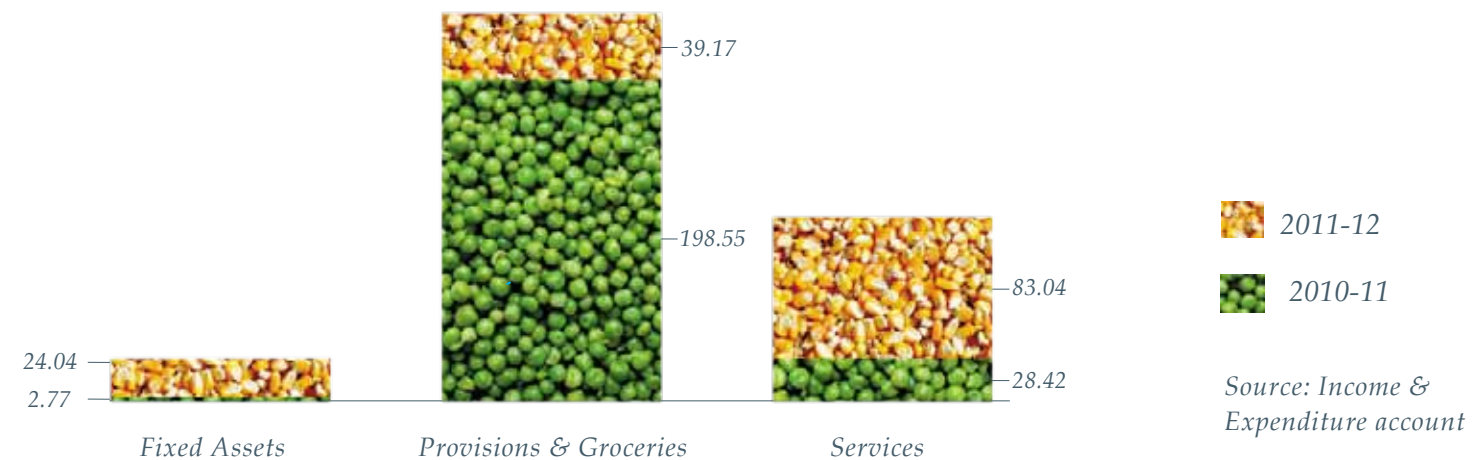 39.17
198.55
83.04
28.42
24.04
2.77
Fixed Assets
Provisions & Groceries
Services
2011-12
2010-11
Source: Income &
Expenditure account